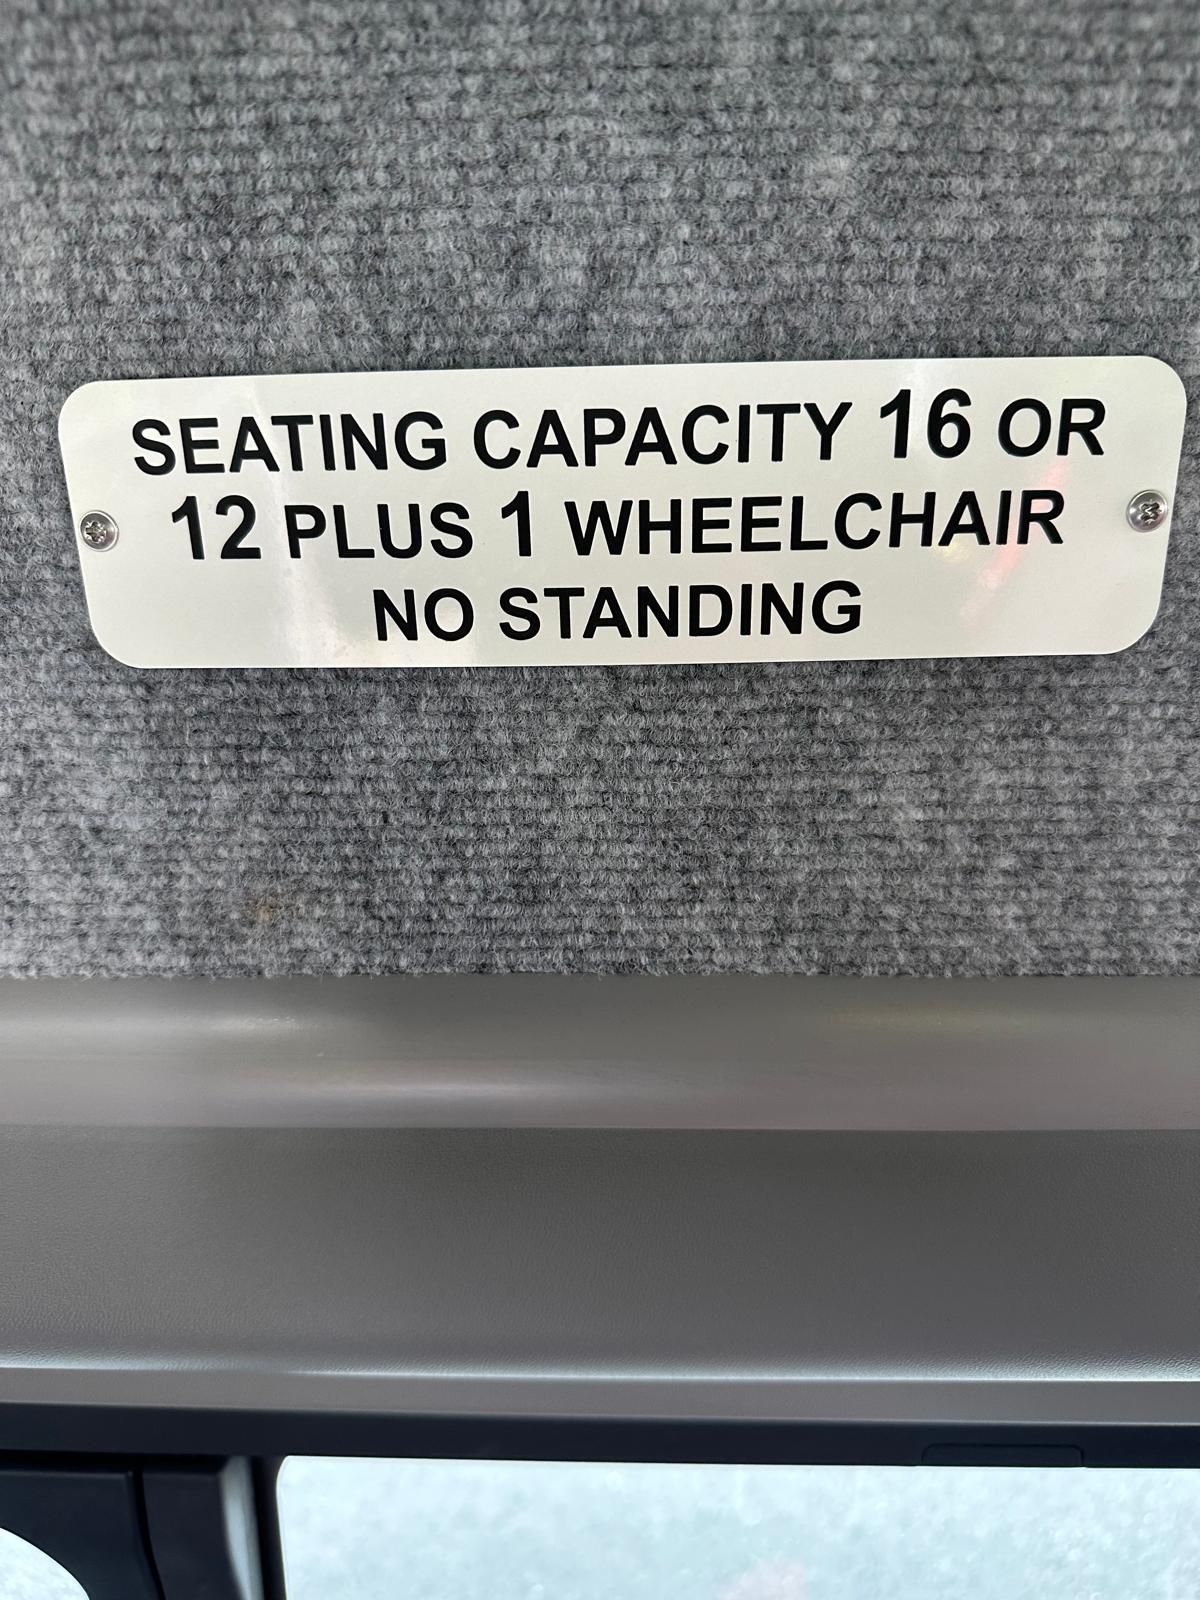 SEATING CAPACITY 16 OR
12 PLUS 1 WHEELCHAIR
NO STANDING